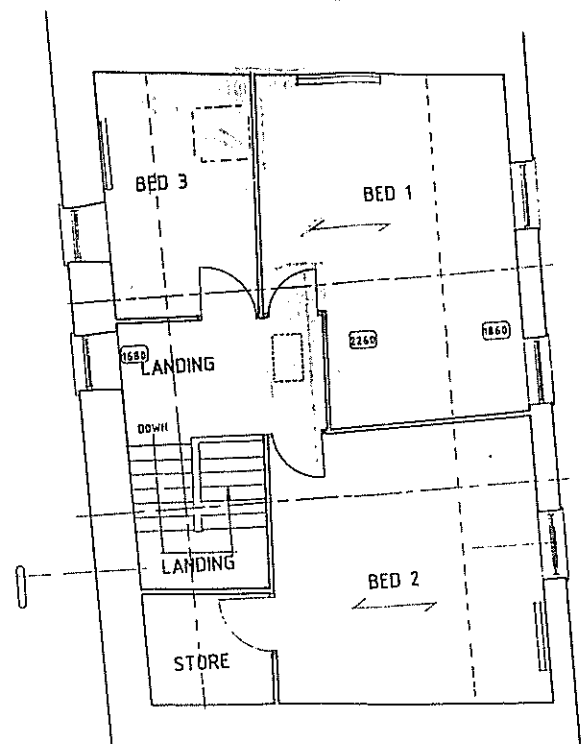 BED 3
BED 1
1680
LANDING
2260
1860
DOWN
LANDING
BED 2
STORE